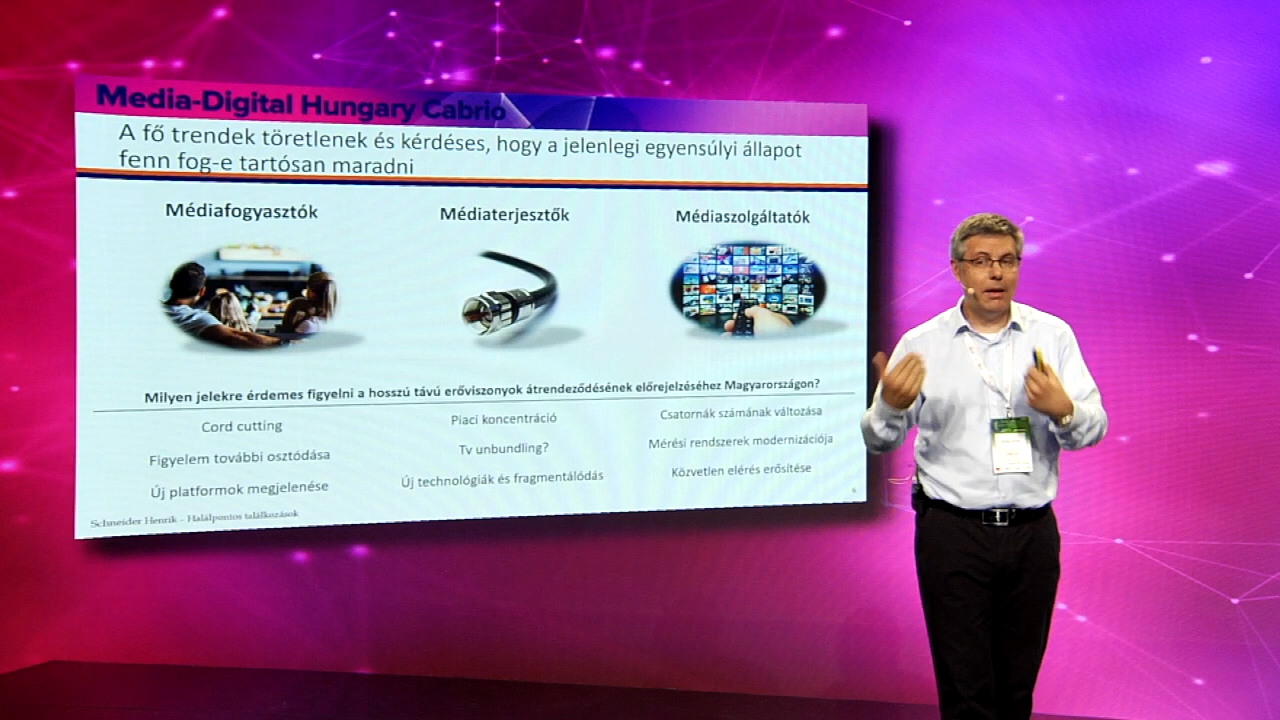 Media-Digital Hungary Cabrio
A fő trendek töretlenek és kérdéses, hogy a jelenlegi egyensúlyi állapot
fenn fog-e tartósan maradni
Médiafogyasztók
Médiaterjesztők
Médiaszolgáltatók
Milyen jelekre érdemes figyelni a hosszú távú erőviszonyok átrendeződésének előrejelzéséhez Magyarországon?
Cord cutting
Piaci koncentráció
Csatornák számának változása
Figyelem további osztódása
Tv unbundling?
Mérési rendszerek modernizációja
Új platformok megjelenése
Új technológiák és fragmentálódás
Közvetlen elérés erősítése
Schneider Henrik – Halálpontos találkozások